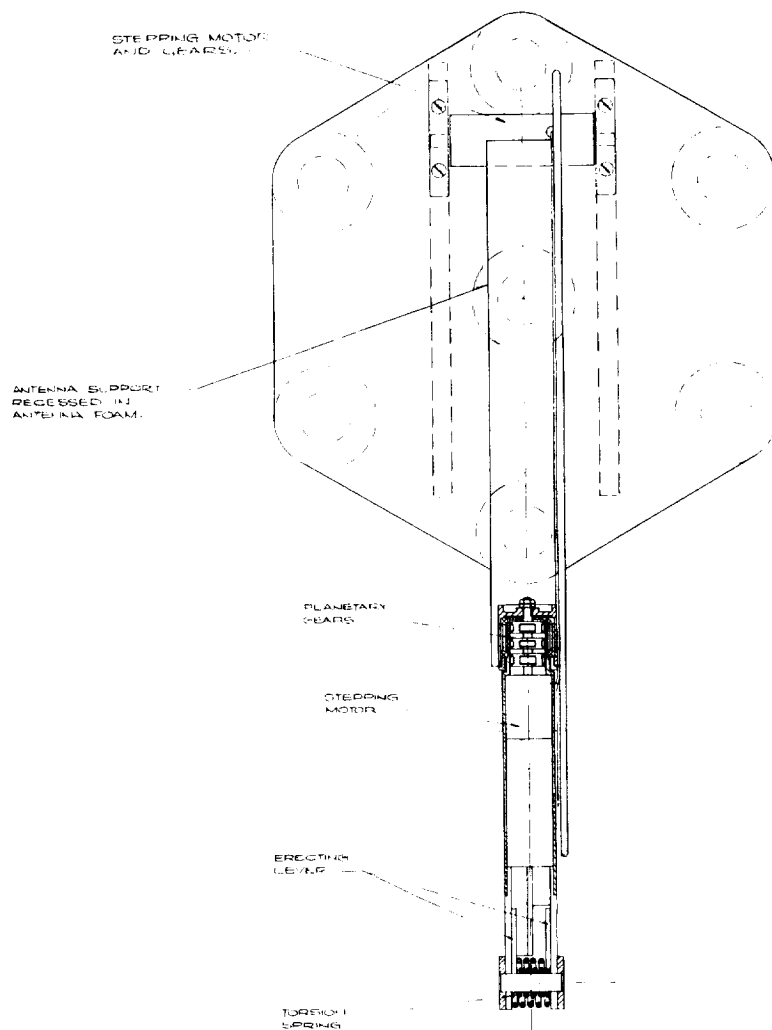 STEPPING MOTOR
AND GEARS.
ANTENNA SUPPORT
RECESSED IN
ANTENNA FOAM.
PLANETARY
GEARS
STEPPING
MOTOR
ERECTING
LEVER
TORSION
SPRING